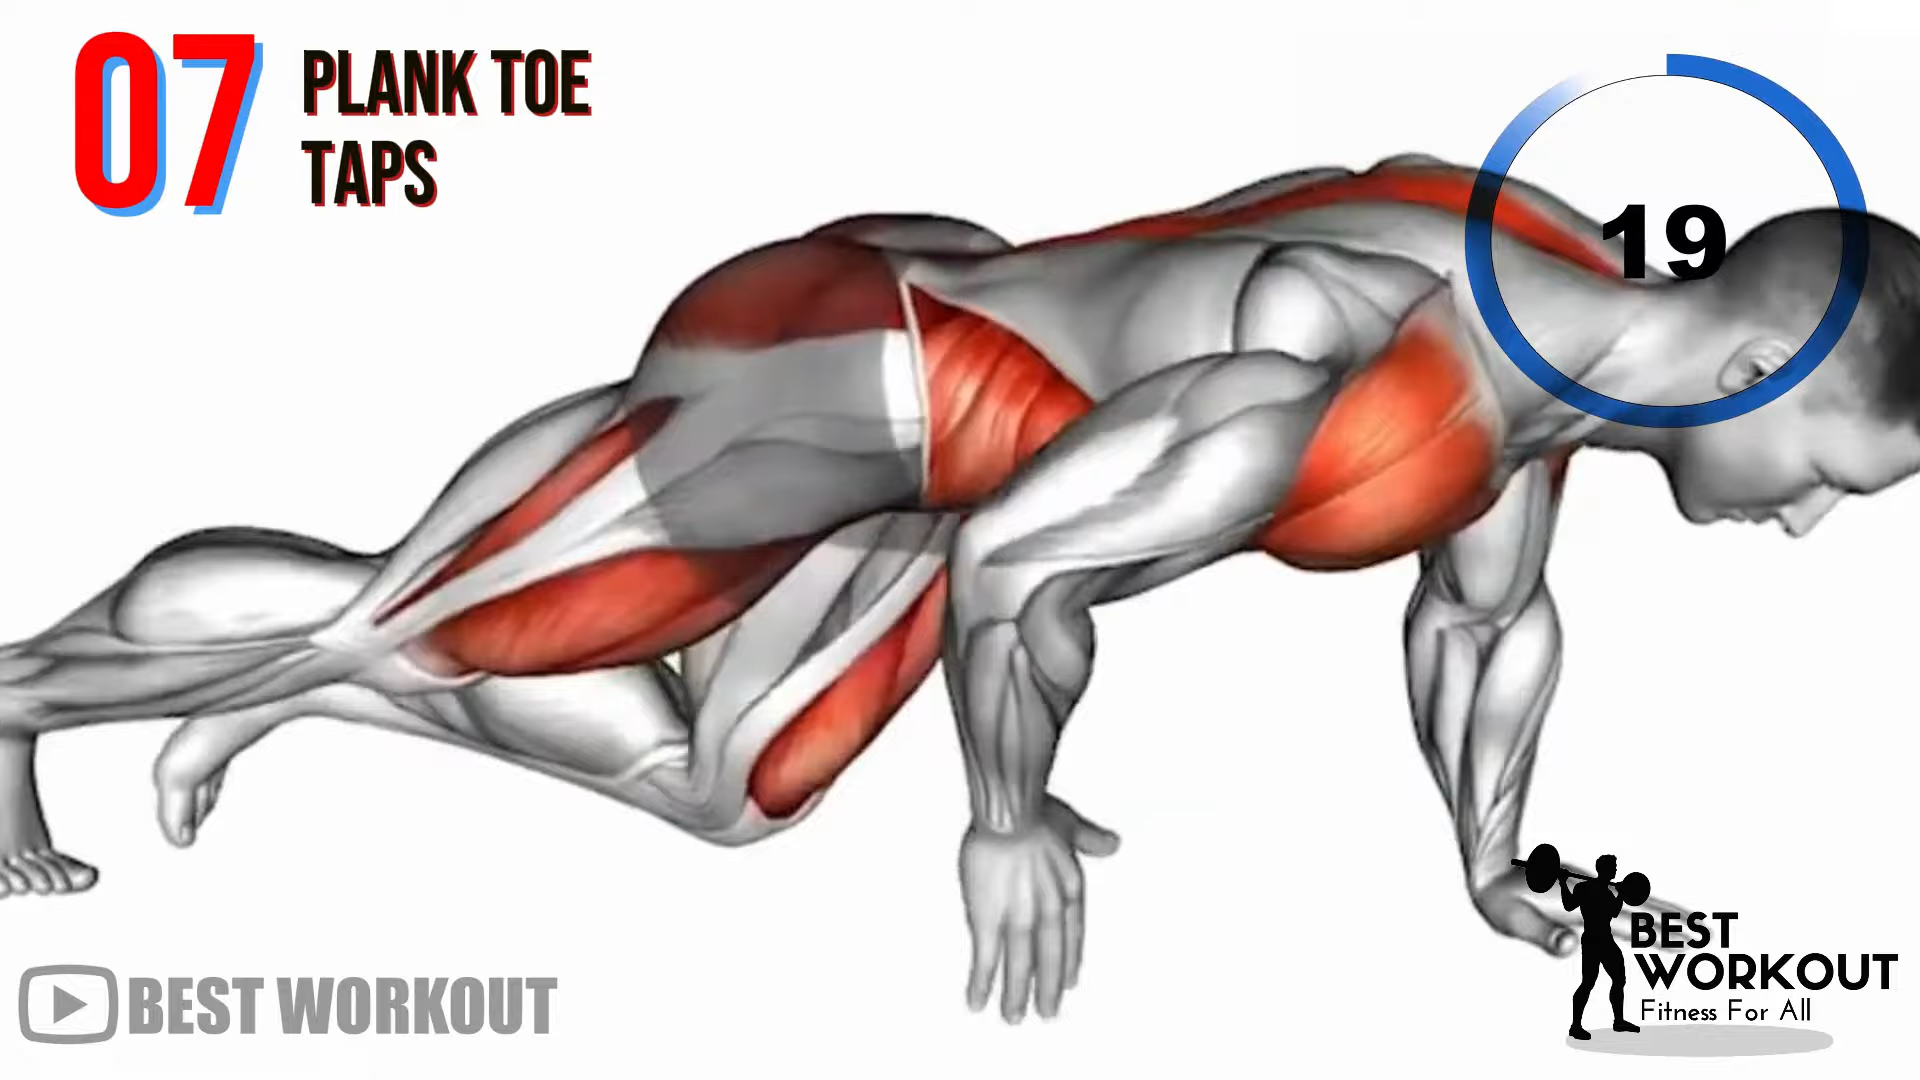 07
PLANK TOE
TAPS
19
BEST WORKOUT
BEST
WORKOUT
Fitness For All